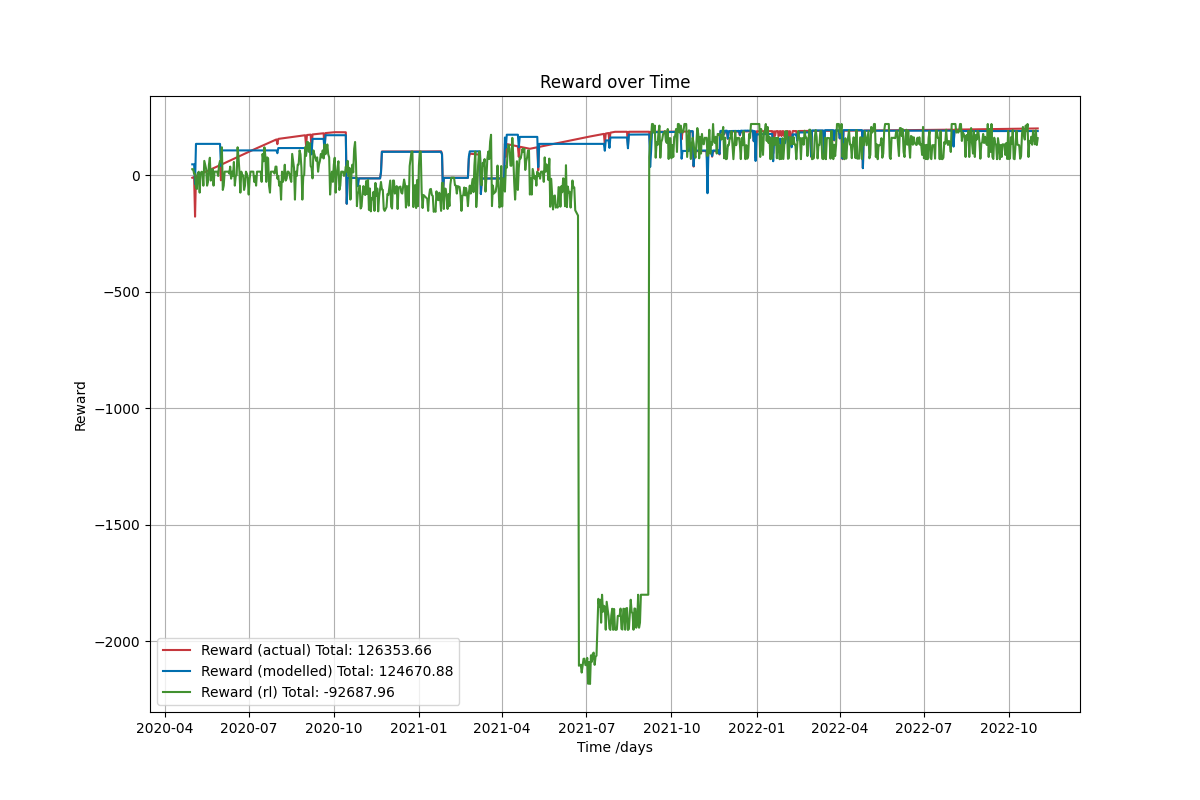 Reward over Time
Reward
0
−500
−1000
−1500
−2000
Reward (actual) Total: 126353.66
Reward (modelled) Total: 124670.88
Reward (rl) Total: -92687.96
2020-04 2020-07 2020-10 2021-01 2021-04 2021-07 2021-10 2022-01 2022-04 2022-07 2022-10
Time /days